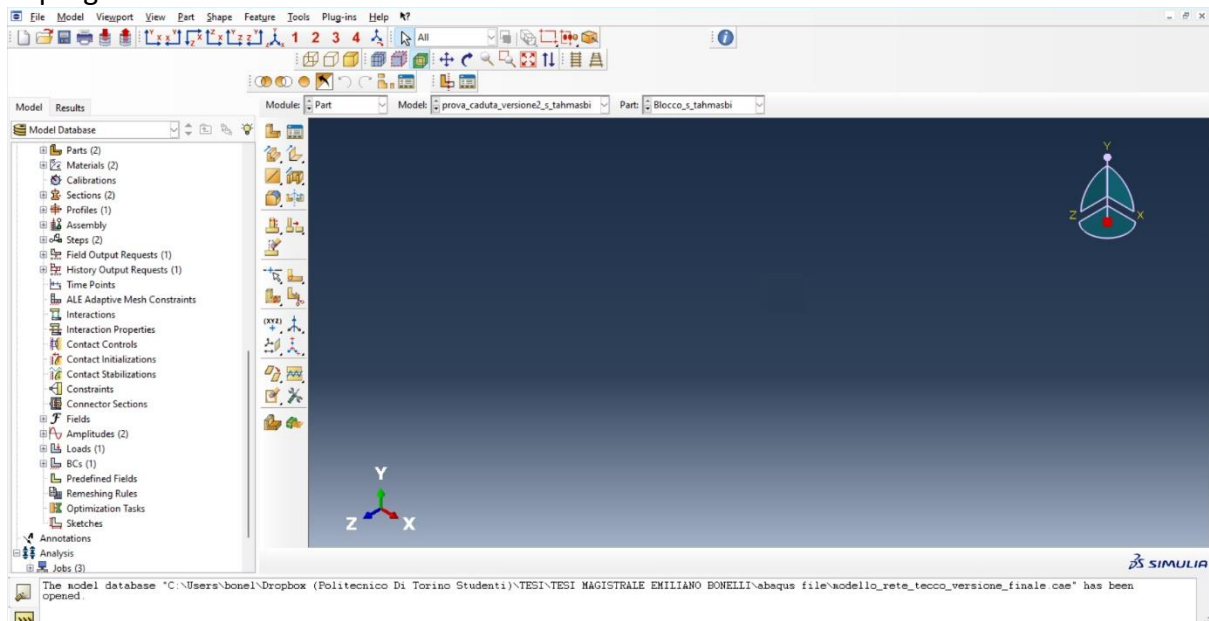 File Model Viewport View Part Shape Feature Tools Plug-ins Help
1 2 3 4 All
Model Results
Module: Part Model: prova_caduta_versione2_s_tahmasbi Part: Blocco_s_tahmasbi
Model Database
Parts (2)
Materials (2)
Calibrations
Sections (2)
Profiles (1)
Assembly
Steps (2)
Field Output Requests (1)
History Output Requests (1)
Time Points
ALE Adaptive Mesh Constraints
Interactions
Interaction Properties
Contact Controls
Contact Initializations
Contact Stabilizations
Constraints
Connector Sections
Fields
Amplitudes (2)
Loads (1)
BCs (1)
Predefined Fields
Remeshing Rules
Optimization Tasks
Sketches
Annotations
Analysis
Jobs (3)
(XYZ)
Y
Z X
Y
Z X
SIMULIA
The model database "C:\Users\bonel\Dropbox (Politecnico Di Torino Studenti)\TESI\TESI MAGISTRALE EMILIANO BONELLI\abaqus file\modello_rete_tecco_versione_finale.cae" has been
opened.
>>>